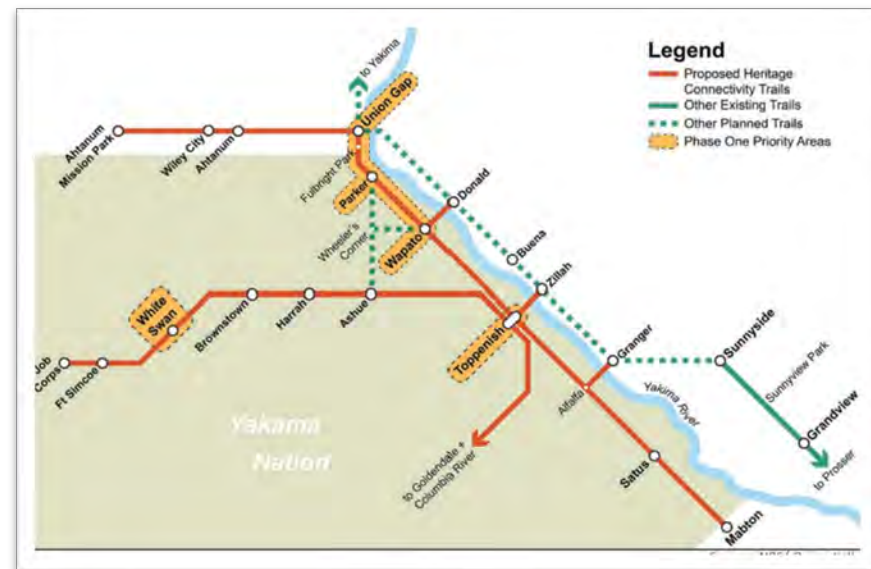 Legend
Proposed Heritage
Connectivity Trails
Other Existing Trails
Other Planned Trails
Phase One Priority Areas
to Yakima
Union Gap
Ahtanum
Mission Park
Wiley City
Ahtanum
Fulbright Park
Parker
Donald
Wheeler's
Corner
Wapato
Buena
Zillah
White
Swan
Brownstown
Harrah
Ashue
Toppenish
Granger
Sunnyside
Sunnyview Park
Job
Corps
Ft Simcoe
Alfalfa
Yakima
River
Grandview
to Prosser
Yakama
Nation
to Goldendale +
Columbia River
Satus
Mabton